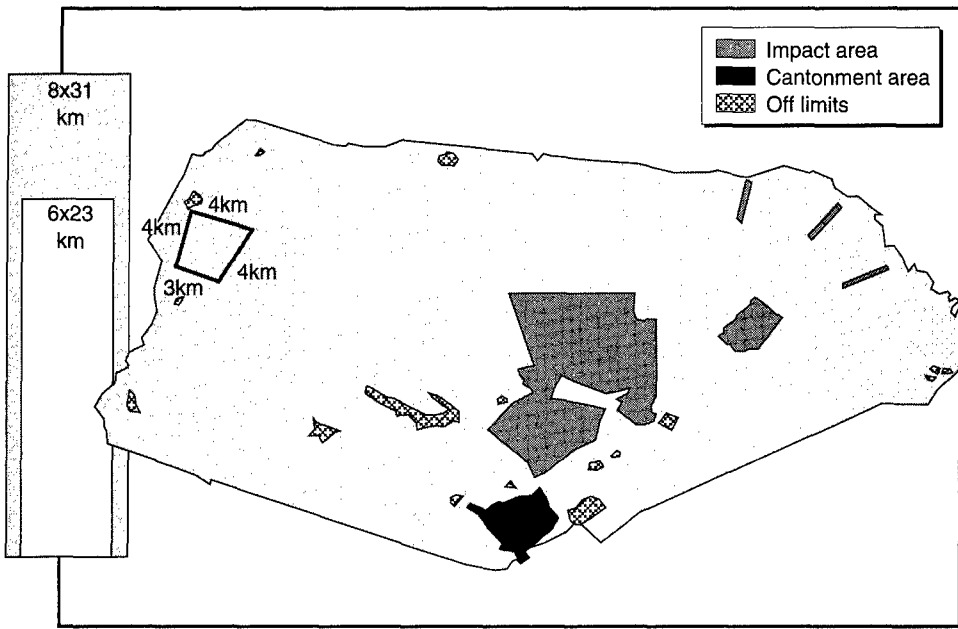 Impact area
Cantonment area
Off limits
8x31
km
6x23
km
4km
4km
4km
3km